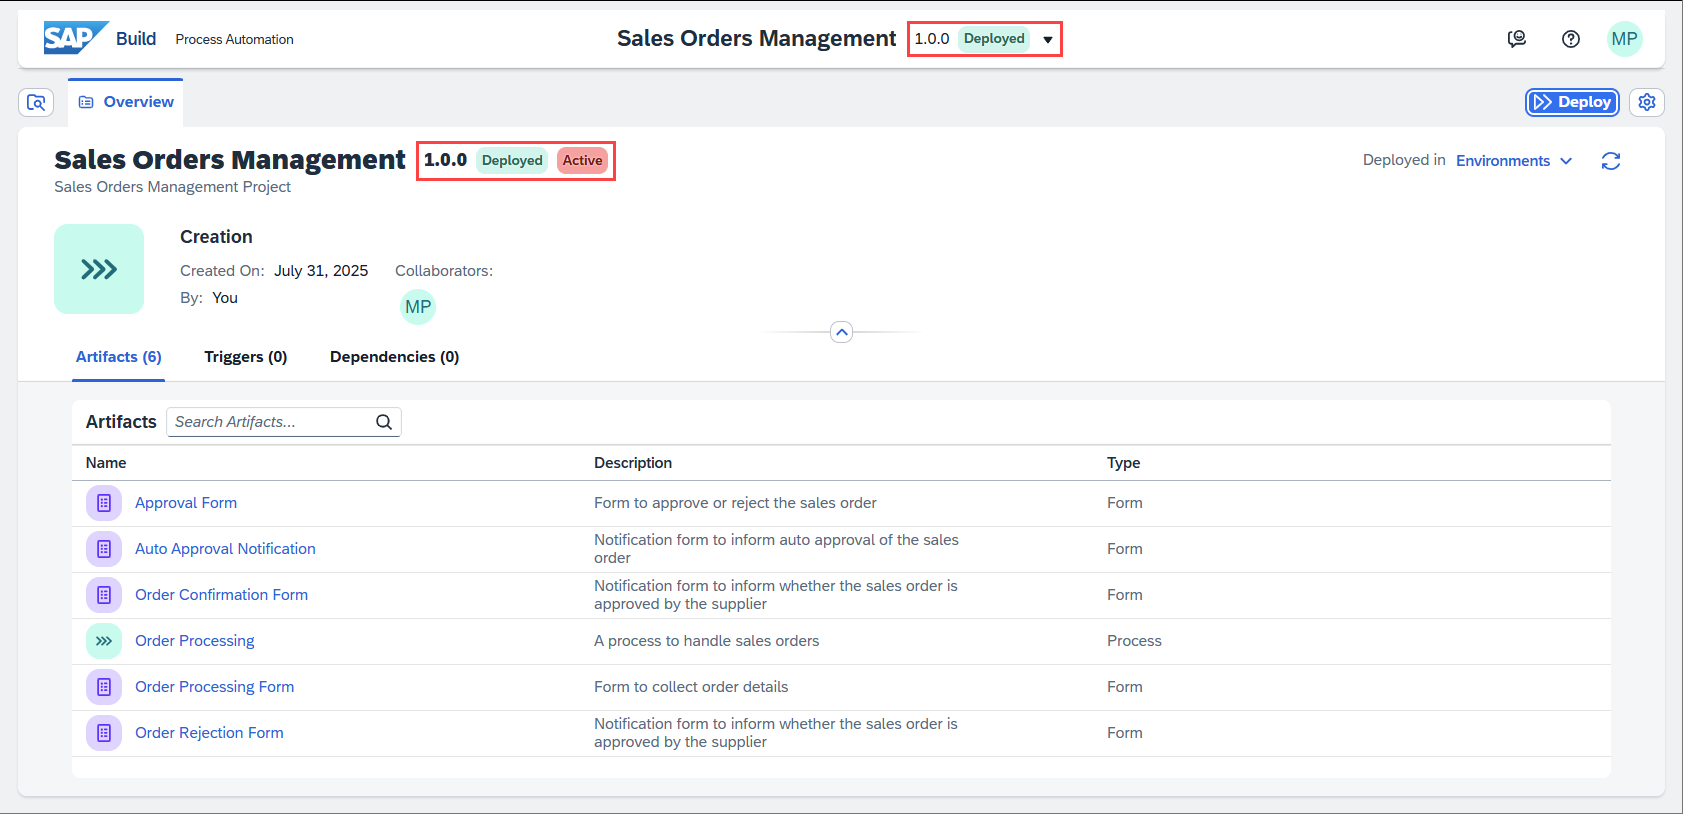 SAP Build Process Automation
Sales Orders Management 1.0.0 Deployed
MP
Overview
Deploy
Sales Orders Management 1.0.0 Deployed Active
Deployed in Environments
Sales Orders Management Project
Creation
Created On: July 31, 2025 Collaborators:
By: You
MP
Artifacts (6) Triggers (0) Dependencies (0)
Artifacts Search Artifacts...
Name Description Type
Approval Form Form to approve or reject the sales order Form
Auto Approval Notification Notification form to inform auto approval of the sales
order Form
Order Confirmation Form Notification form to inform whether the sales order is
approved by the supplier Form
Order Processing A process to handle sales orders Process
Order Processing Form Form to collect order details Form
Order Rejection Form Notification form to inform whether the sales order is
approved by the supplier Form